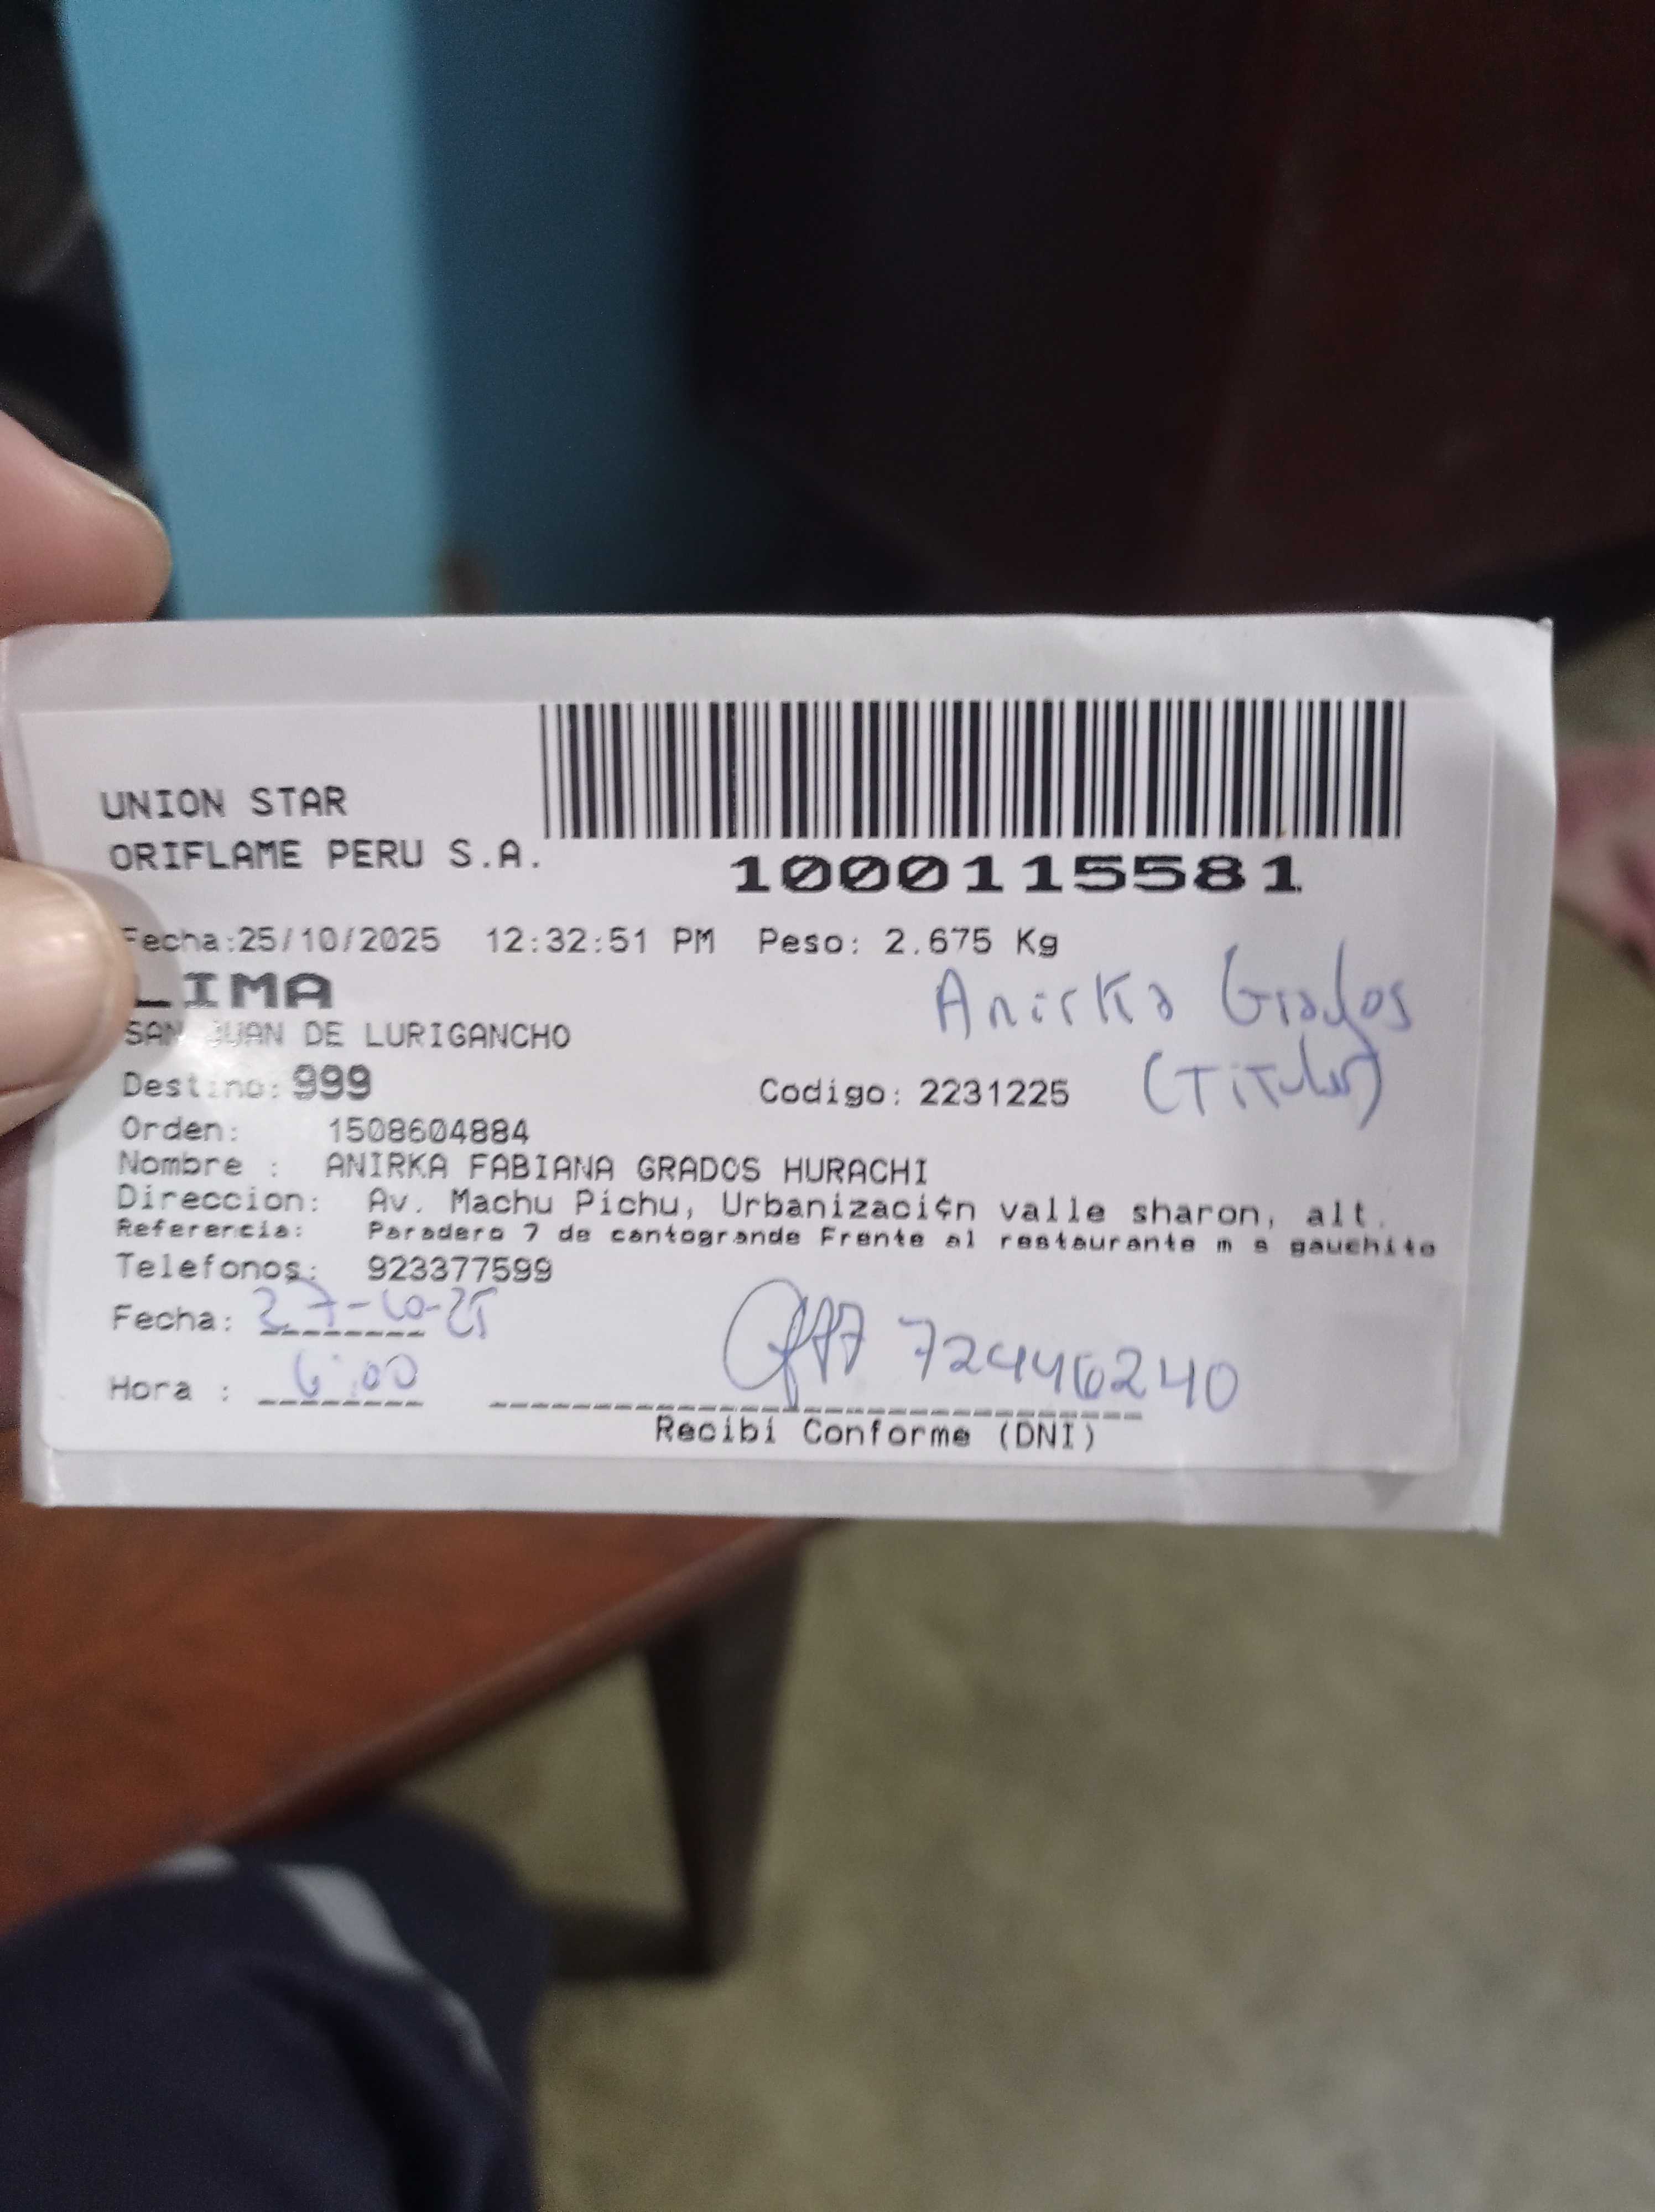 UNION STAR
ORIFLAME PERU S.A.
1000115581
Fecha:25/10/2025 12:32:51 PM Peso: 2.675 Kg
LIMA
Anirka Grados
SAN JUAN DE LURIGANCHO
(Titular)
Destino: 999 Codigo: 2231225
Orden: 1508604884
Nombre : ANIRKA FABIANA GRADOS HURACHI
Direccion: Av. Machu Pichu, Urbanizaci¢n valle sharon, alt.
Referencia: Paradero 7 de cantogrande Frente al restaurante m s gauchito
Telefonos: 923377599
Fecha: 27-10-25
Hora : 6:00 72446240
Recibi Conforme (DNI)